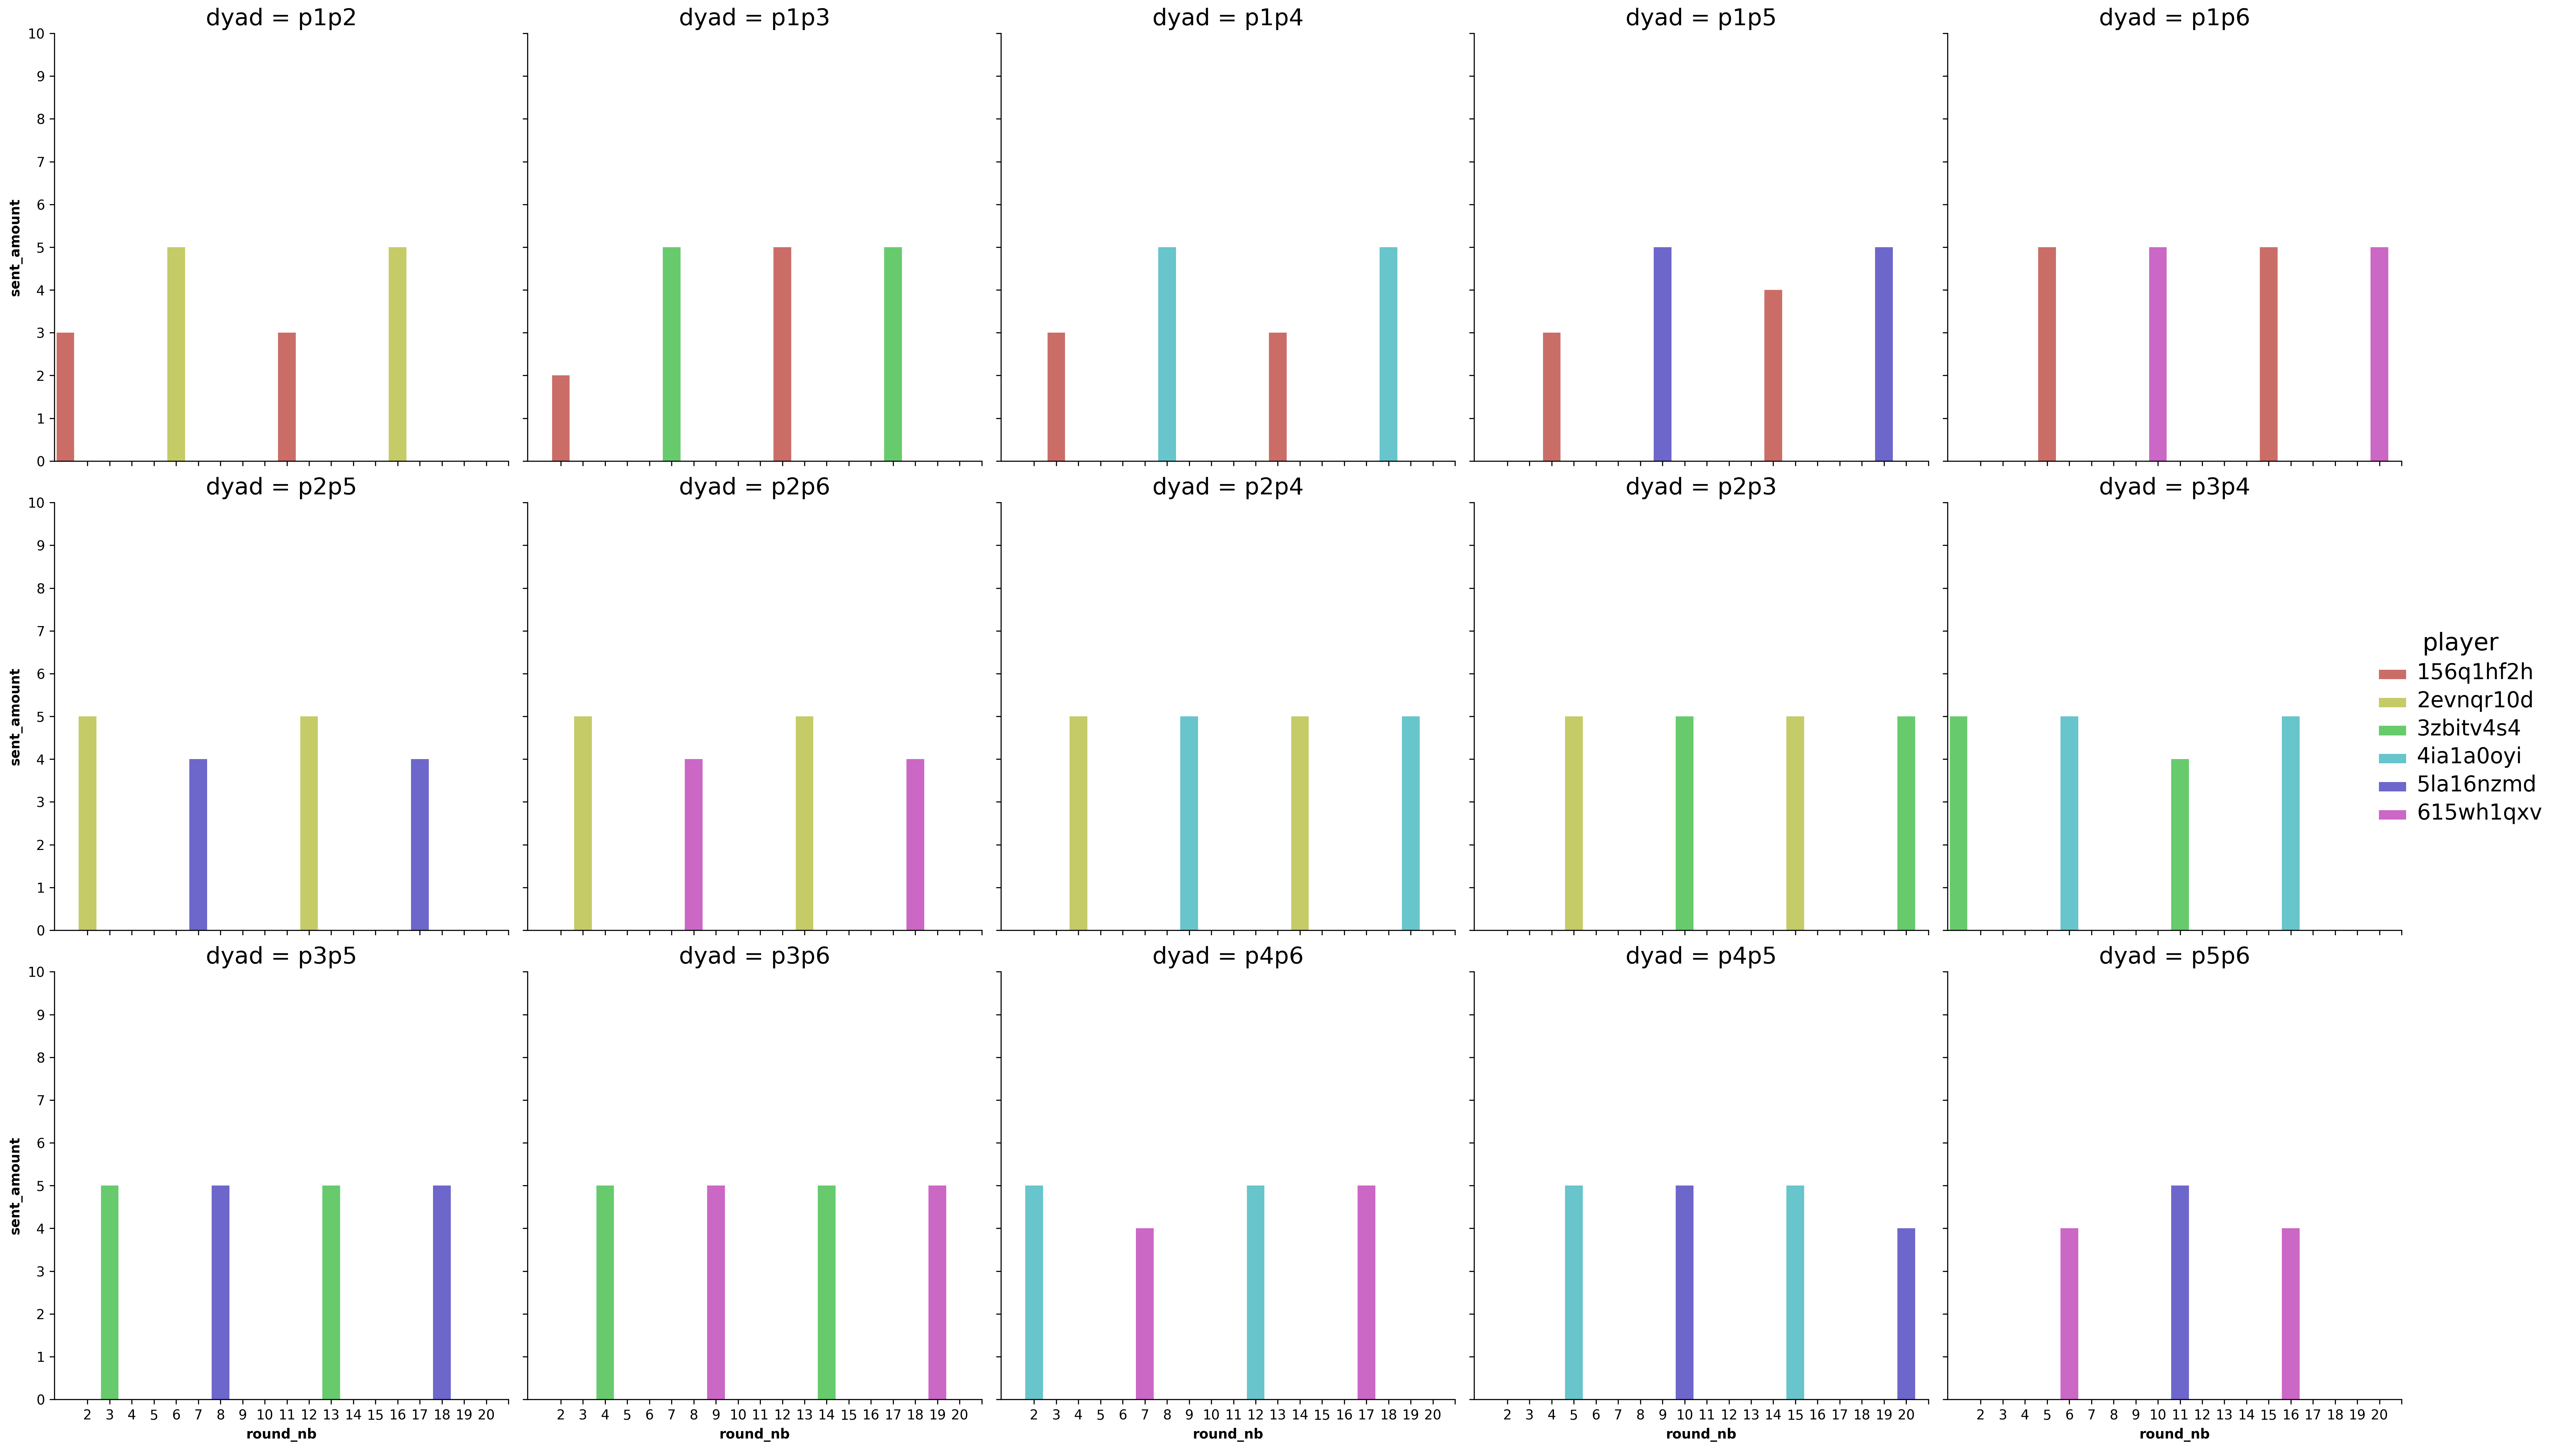 dyad = p1p2
dyad = p1p3
dyad = p1p4
dyad = p1p5
dyad = p1p6
10
9
8
7
6
5
4
3
2
1
0
sent_amount
dyad = p2p5
dyad = p2p6
dyad = p2p4
dyad = p2p3
dyad = p3p4
10
9
8
7
6
5
4
3
2
1
0
sent_amount
player
156q1hf2h
2evnqr10d
3zbitv4s4
4ia1a0oyi
5la16nzmd
615wh1qxv
dyad = p3p5
dyad = p3p6
dyad = p4p6
dyad = p4p5
dyad = p5p6
10
9
8
7
6
5
4
3
2
1
0
sent_amount
2 3 4 5 6 7 8 9 10 11 12 13 14 15 16 17 18 19 20
2 3 4 5 6 7 8 9 10 11 12 13 14 15 16 17 18 19 20
2 3 4 5 6 7 8 9 10 11 12 13 14 15 16 17 18 19 20
2 3 4 5 6 7 8 9 10 11 12 13 14 15 16 17 18 19 20
2 3 4 5 6 7 8 9 10 11 12 13 14 15 16 17 18 19 20
round_nb
round_nb
round_nb
round_nb
round_nb